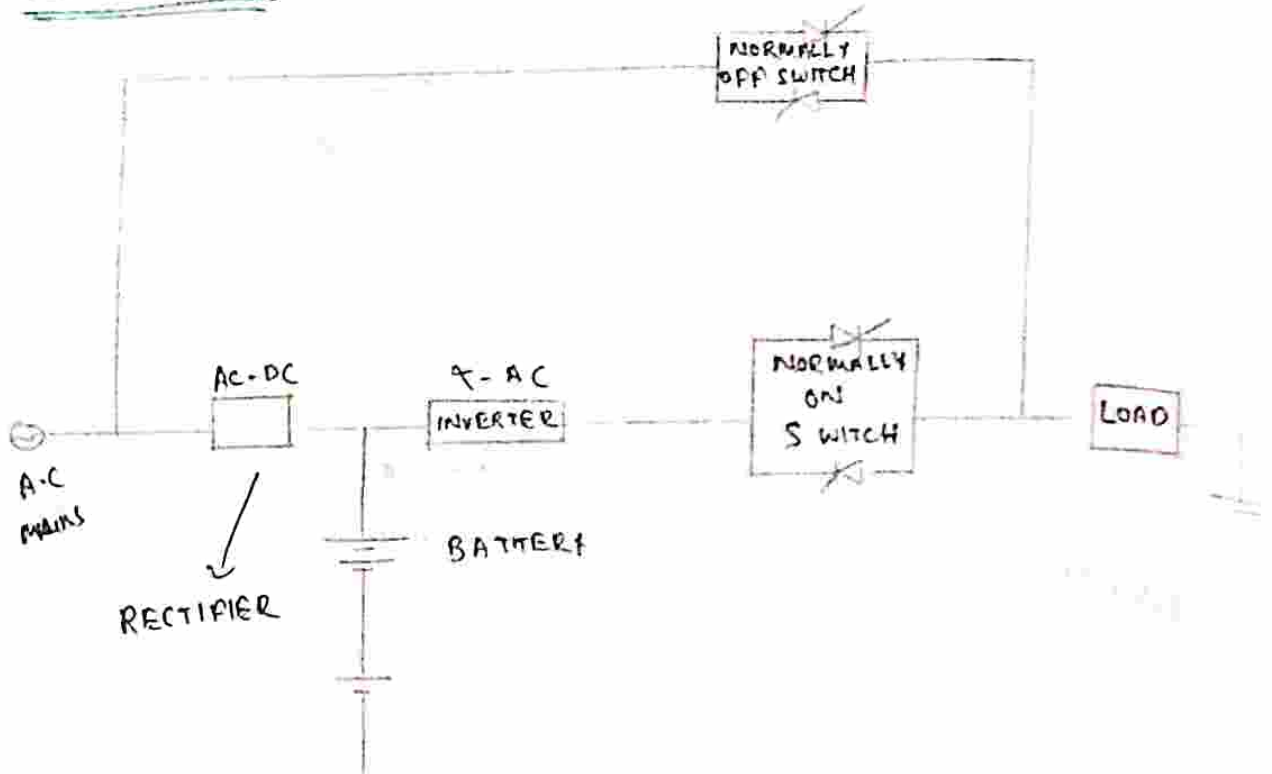 NORMALLY
OFF SWITCH
AC-DC
INVERTER
NORMALLY
ON
SWITCH
LOAD
A.C
MAINS
BATTERY
RECTIFIER